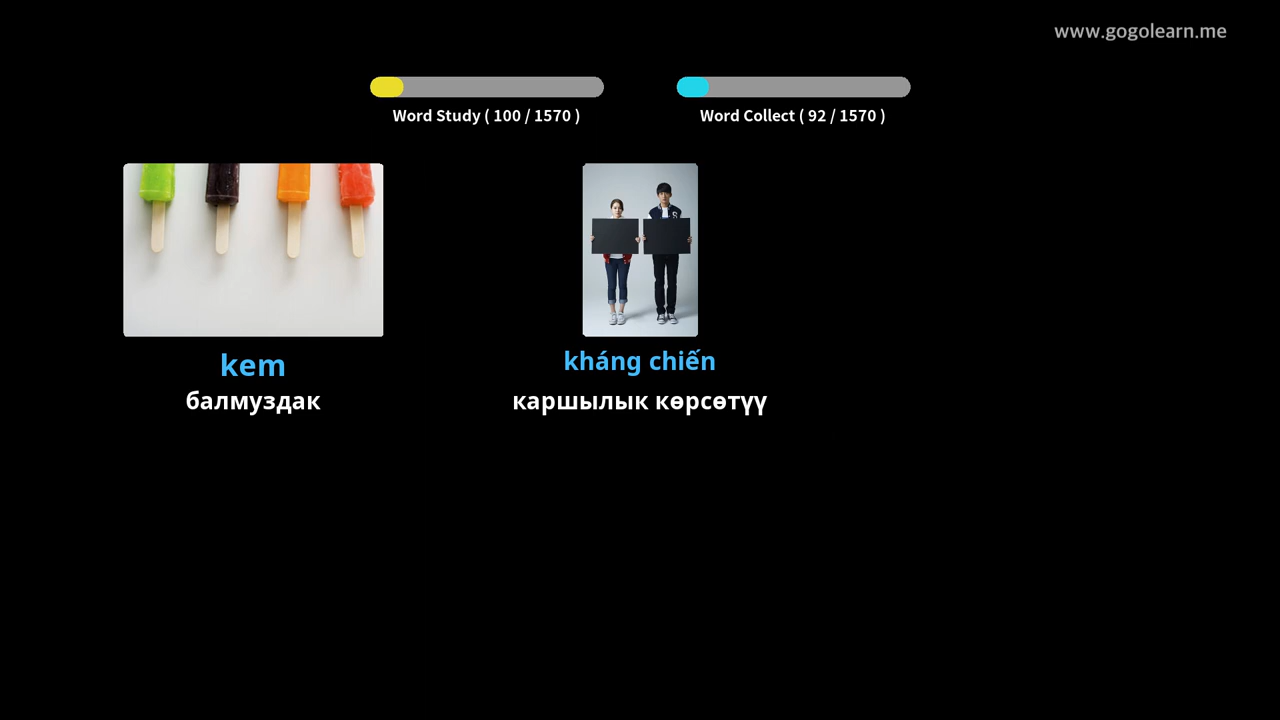 www.gogolearn.me
Word Study ( 100 / 1570 )
Word Collect ( 92 / 1570 )
kem
балмуздак
kháng chiến
каршылык көрсөтүү